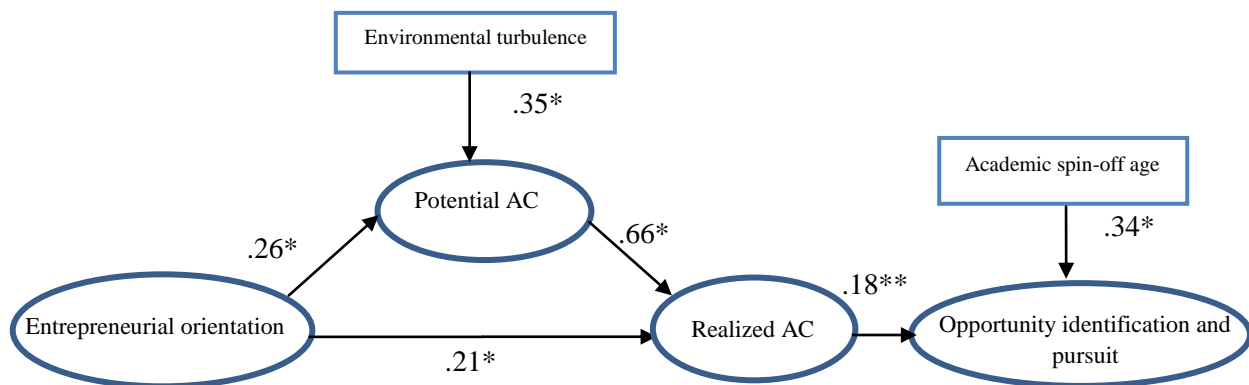 Environmental turbulence
.35*
Academic spin-off age
Potential AC
.34*
.26*
.66*
.18**
Entrepreneurial orientation
Realized AC
Opportunity identification and
pursuit
.21*